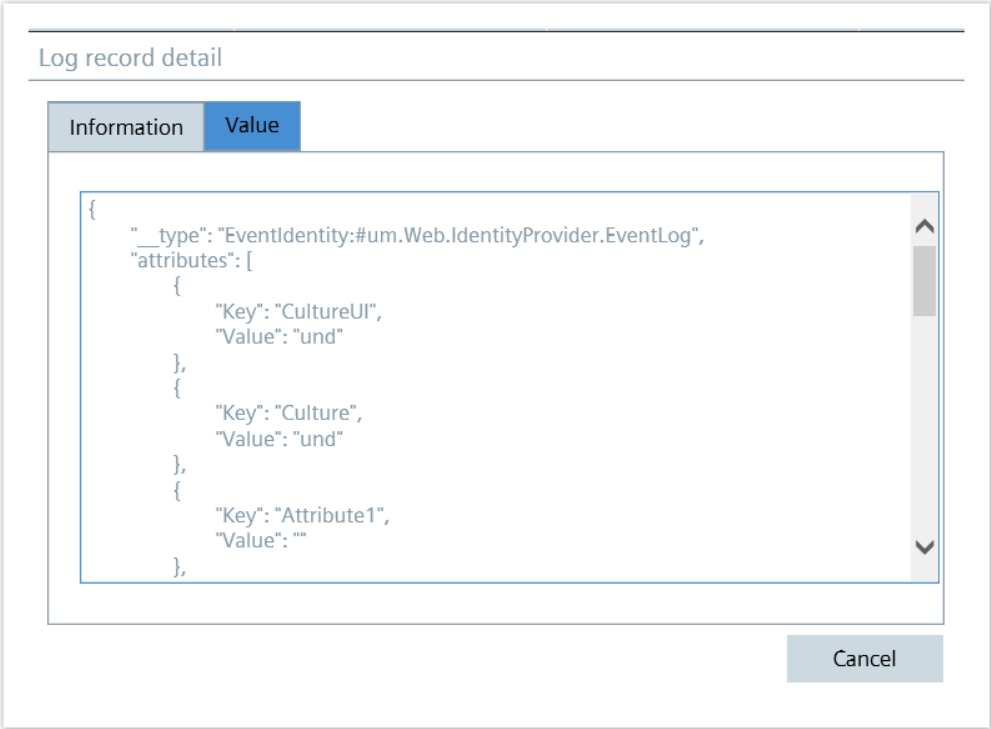 Log record detail
Information
Value
{
"__type": "EventIdentity:#um.Web.IdentityProvider.EventLog",
"attributes": [
{
"Key": "CultureUI",
"Value": "und"
},
{
"Key": "Culture",
"Value": "und"
},
{
"Key": "Attribute1",
"Value": ""
},
Cancel